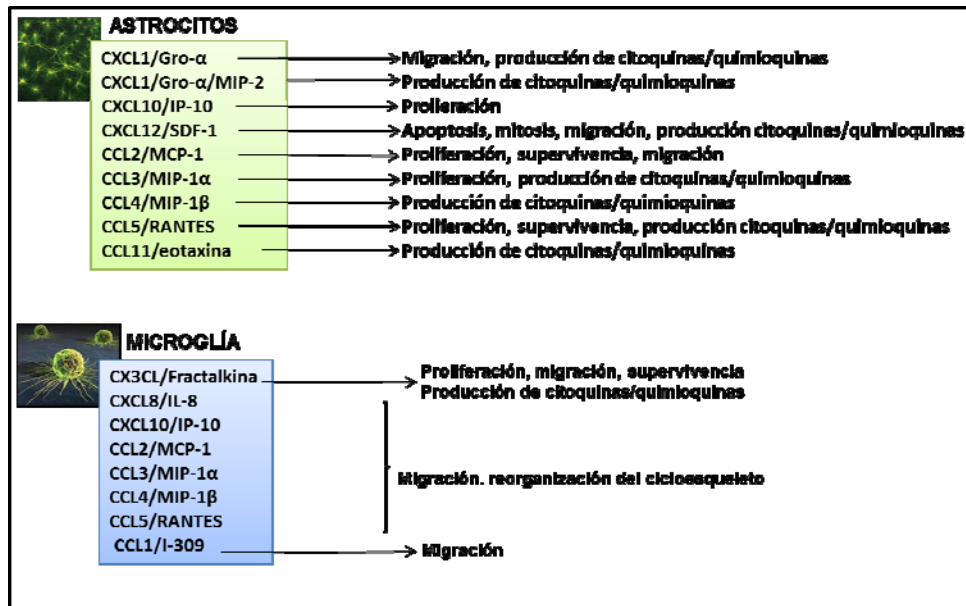 ASTROCITOS
CXCL1/Gro-α Migración, producción de citoquinas/quimioquinas
CXCL1/Gro-α/MIP-2 Producción de citoquinas/quimioquinas
CXCL10/IP-10 Prolieración
CXCL12/SDF-1 Apoptosis, mitosis, migración, producción citoquinas/quimioquinas
CCL2/MCP-1 Proliferación, supervivencia, migración
CCL3/MIP-1α Proliferación, producción de citoquinas/quimioquinas
CCL4/MIP-1β Producción de citoquinas/quimioquinas
CCL5/RANTES Proliferación, supervivencia, producción citoquinas/quimioquinas
CCL11/eotaxina Producción de citoquinas/quimioquinas
MICROGLÍA
CX3CL/Fractalkina Proliferación, migración, supervivencia
Producción de citoquinas/quimioquinas
CXCL8/IL-8
CXCL10/IP-10
CCL2/MCP-1
CCL3/MIP-1α
CCL4/MIP-1β
CCL5/RANTES
Migración. reorganización del cicloesqueleto
CCL1/I-309 Migración